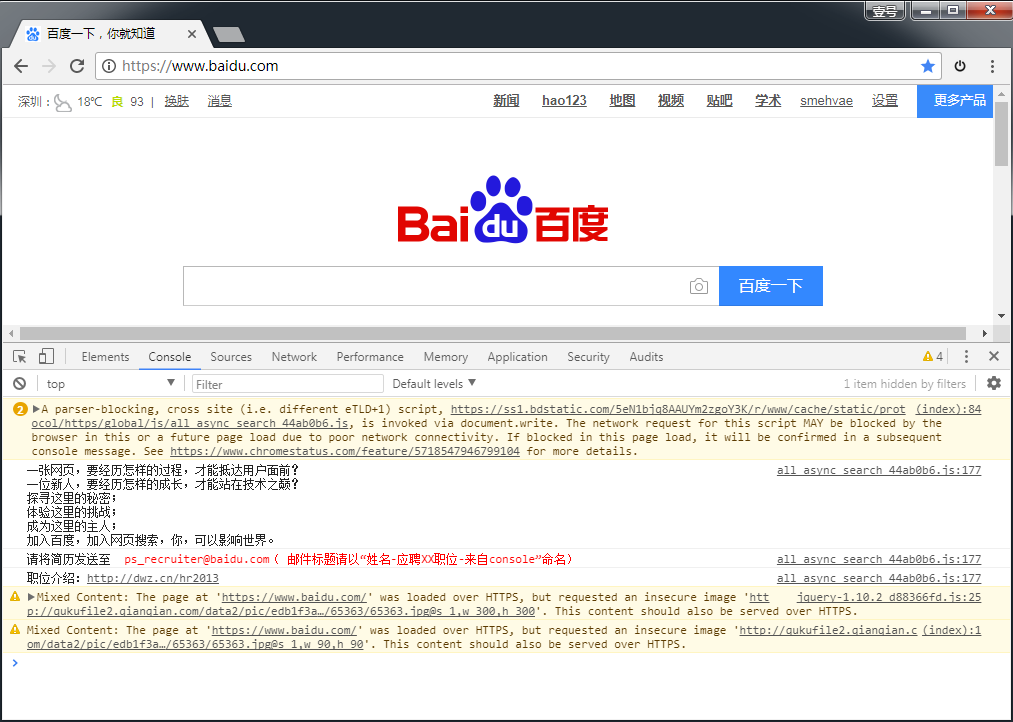 壹号
百度一下，你就知道
https://www.baidu.com
深圳： 18℃ 良 93 | 换肤 消息 新闻 hao123 地图 视频 贴吧 学术 smehvae 设置 更多产品
Bai du 百度
百度一下
Elements Console Sources Network Performance Memory Application Security Audits 4
top Filter Default levels 1 item hidden by filters
2 A parser-blocking, cross site (i.e. different eTLD+1) script, https://ss1.bdstatic.com/5eN1bjq8AAUYm2zgoY3K/r/www/cache/static/prot (index):84
ocol/https/global/js/all_async_search_44ab0b6.js, is invoked via document.write. The network request for this script MAY be blocked by the
browser in this or a future page load due to poor network connectivity. If blocked in this page load, it will be confirmed in a subsequent
console message. See https://www.chromestatus.com/feature/5718547946799104 for more details.
一张网页，要经历怎样的过程，才能抵达用户面前？ all_async_search_44ab0b6.js:177
一位新人，要经历怎样的成长，才能站在技术之巅？
探寻这里的秘密；
体验这里的挑战；
成为这里的主人；
加入百度，加入网页搜索，你，可以影响世界。
请将简历发送至 ps_recruiter@baidu.com（ 邮件标题请以“姓名-应聘XX职位-来自console”命名） all_async_search_44ab0b6.js:177
职位介绍：http://dwz.cn/hr2013 all_async_search_44ab0b6.js:177
Mixed Content: The page at 'https://www.baidu.com/' was loaded over HTTPS, but requested an insecure image 'htt jquery-1.10.2_d88366fd.js:25
p://qukufile2.qianqian.com/data2/pic/edb1f3a…/65363/65363.jpg@s_1,w_300,h_300'. This content should also be served over HTTPS.
Mixed Content: The page at 'https://www.baidu.com/' was loaded over HTTPS, but requested an insecure image 'http://qukufile2.qianqian.c (index):1
om/data2/pic/edb1f3a…/65363/65363.jpg@s_1,w_90,h_90'. This content should also be served over HTTPS.